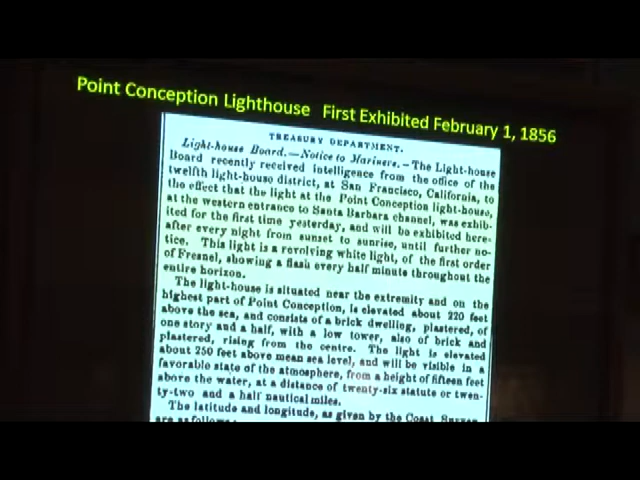 Point Conception Lighthouse First Exhibited February 1, 1856
TREASURY DEPARTMENT.
Light-house Board.—Notice to Mariners.—The Light-house
Board recently received intelligence from the office of the
twelfth light-house district, at San Francisco, California, to
the effect that the light at the Point Conception light-house,
at the western entrance to Santa Barbara channel, was exhib-
ited for the first time yesterday, and will be exhibited here-
after every night from sunset to sunrise, until further no-
tice. This light is a revolving white light, of the first order
of Fresnel, showing a flash every half minute throughout the
entire horizon.
The light-house is situated near the extremity and on the
highest part of Point Conception, is elevated about 220 feet
above the sea, and consists of a brick dwelling, plastered, of
one story and a half, with a low tower, also of brick and
plastered, rising from the centre. The light is elevated
about 250 feet above mean sea level, and will be visible in a
favorable state of the atmosphere, from a height of fifteen feet
above the water, at a distance of twenty-six statute or twen-
ty-two and a half nautical miles.
The latitude and longitude, as given by the Coast Survey
are as follows